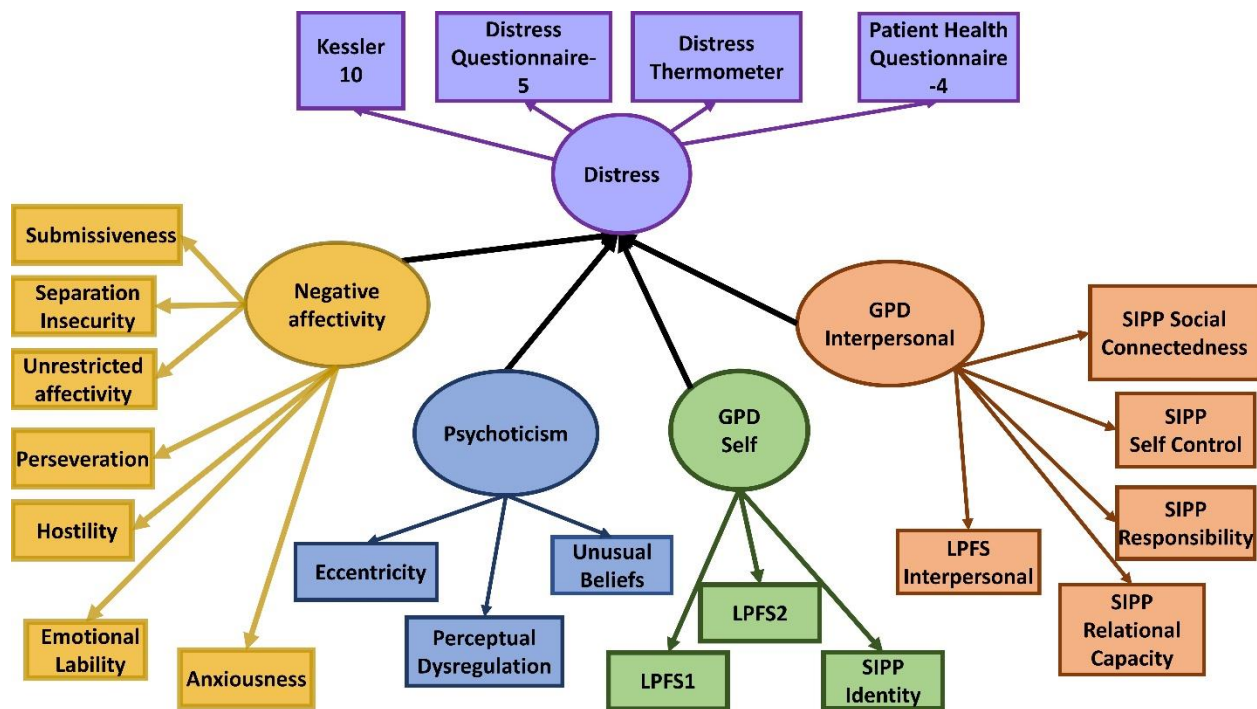 Kessler
10
Distress
Questionnaire-
5
Distress
Thermometer
Patient Health
Questionnaire
-4
Distress
Submissiveness
Separation
Insecurity
Unrestricted
affectivity
Perseveration
Hostility
Emotional
Lability
Anxiousness
Negative
affectivity
Psychoticism
Eccentricity
Perceptual
Dysregulation
Unusual
Beliefs
GPD
Self
LPFS1
LPFS2
SIPP
Identity
GPD
Interpersonal
LPFS
Interpersonal
SIPP Social
Connectedness
SIPP
Self Control
SIPP
Responsibility
SIPP
Relational
Capacity